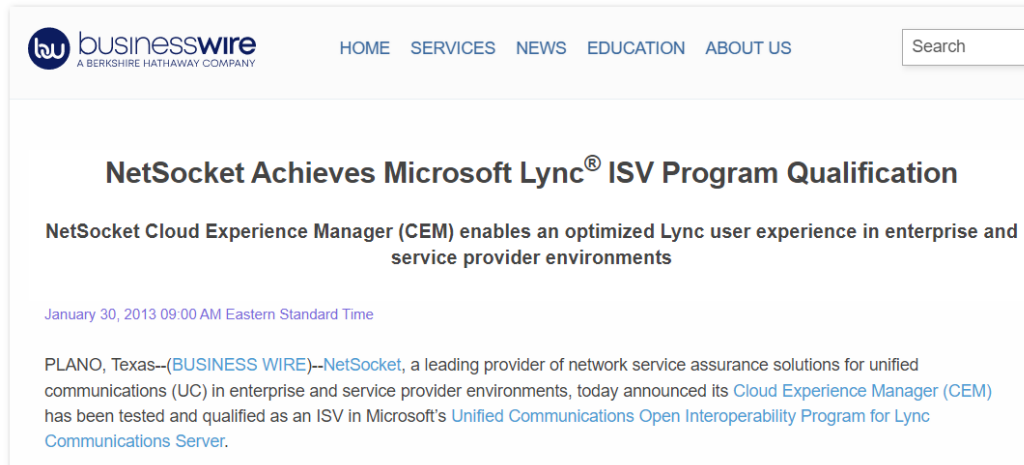 bw businesswire
A BERKSHIRE HATHAWAY COMPANY
HOME SERVICES NEWS EDUCATION ABOUT US
Search
NetSocket Achieves Microsoft Lync® ISV Program Qualification
NetSocket Cloud Experience Manager (CEM) enables an optimized Lync user experience in enterprise and
service provider environments
January 30, 2013 09:00 AM Eastern Standard Time
PLANO, Texas--(BUSINESS WIRE)--NetSocket, a leading provider of network service assurance solutions for unified
communications (UC) in enterprise and service provider environments, today announced its Cloud Experience Manager (CEM)
has been tested and qualified as an ISV in Microsoft’s Unified Communications Open Interoperability Program for Lync
Communications Server.